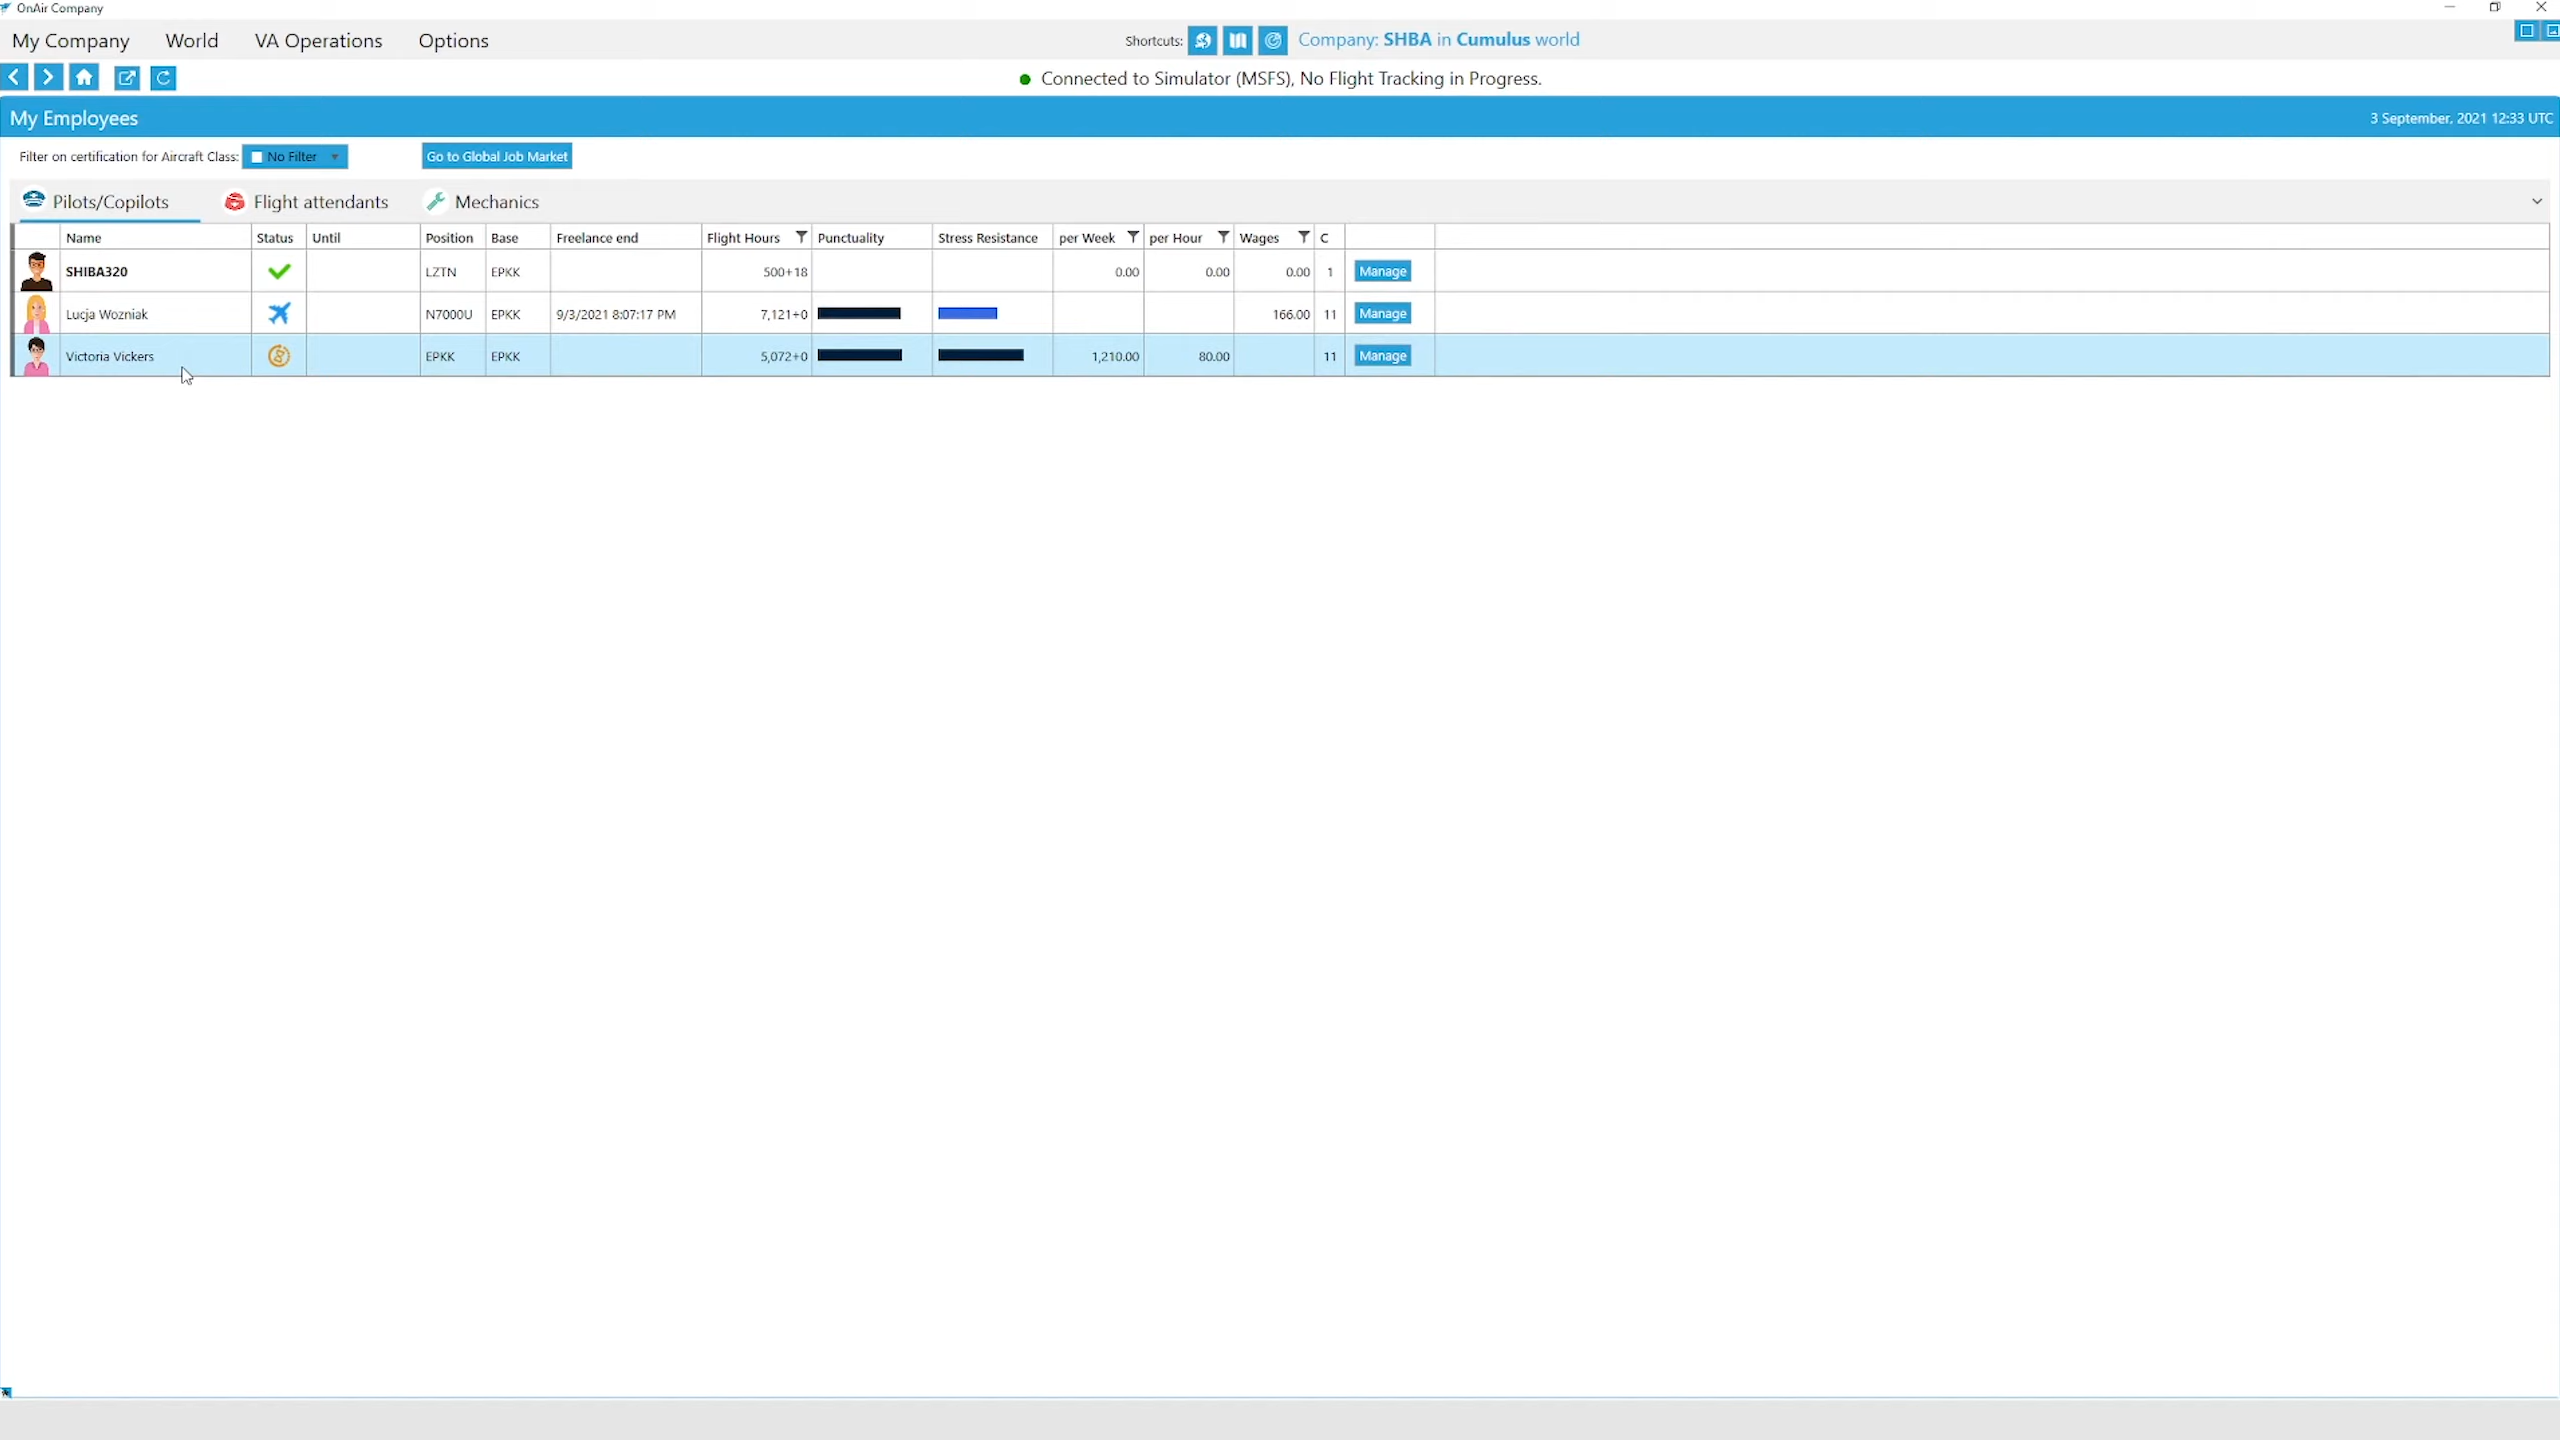 OnAir Company
My Company World VA Operations Options Shortcuts: Company: SHBA in Cumulus world
Connected to Simulator (MSFS), No Flight Tracking in Progress.
My Employees 3 September, 2021 12:33 UTC
Filter on certification for Aircraft Class: No Filter Go to Global Job Market
Pilots/Copilots Flight attendants Mechanics
Name Status Until Position Base Freelance end Flight Hours Punctuality Stress Resistance per Week per Hour Wages C
SHIBA320 LZTN EPKK 500+18 0.00 0.00 0.00 1 Manage
Lucja Wozniak N7000U EPKK 9/3/2021 8:07:17 PM 7,121+0 166.00 11 Manage
Victoria Vickers EPKK EPKK 5,072+0 1,210.00 80.00 11 Manage